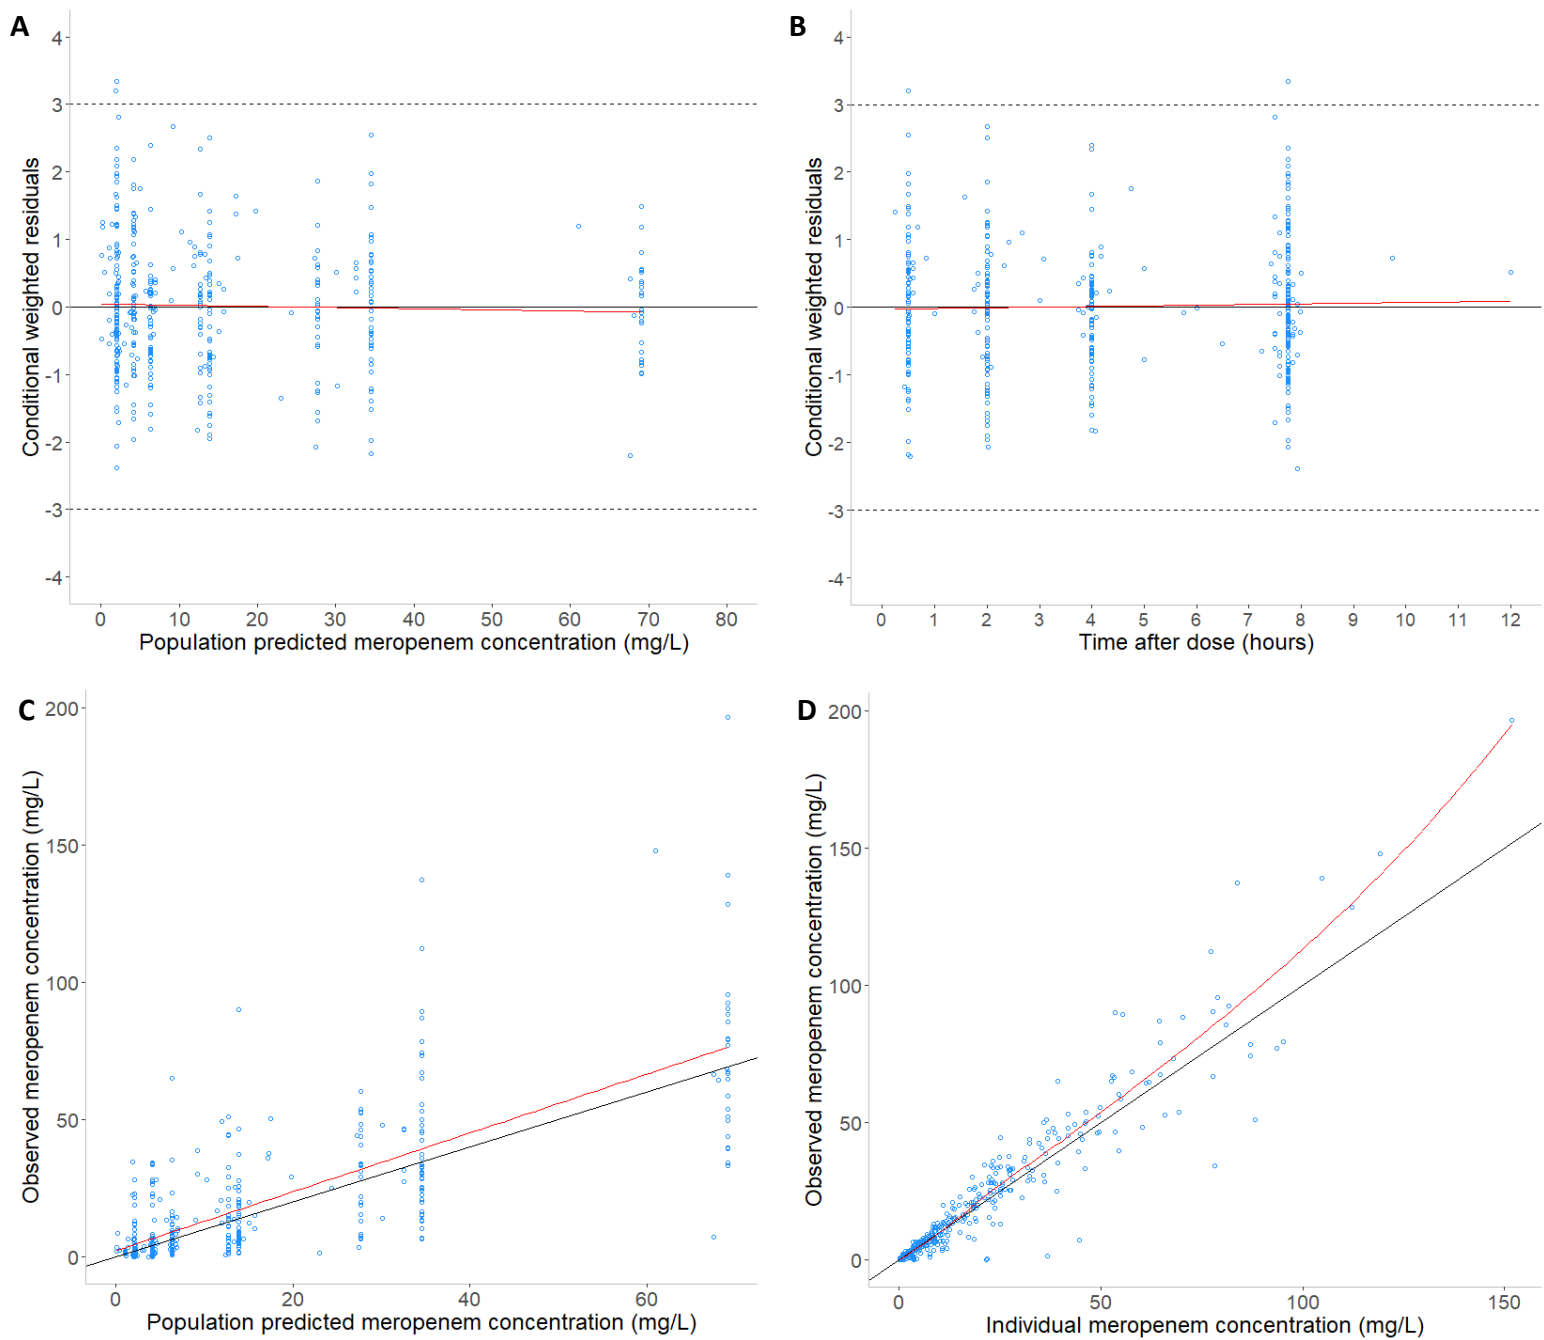 A
4
3
2
1
0
-1
-2
-3
-4
Conditional weighted residuals
0 10 20 30 40 50 60 70 80
Population predicted meropenem concentration (mg/L)
B
4
3
2
1
0
-1
-2
-3
-4
Conditional weighted residuals
0 1 2 3 4 5 6 7 8 9 10 11 12
Time after dose (hours)
C
200
150
100
50
0
Observed meropenem concentration (mg/L)
0 20 40 60
Population predicted meropenem concentration (mg/L)
D
200
150
100
50
0
Observed meropenem concentration (mg/L)
0 50 100 150
Individual meropenem concentration (mg/L)